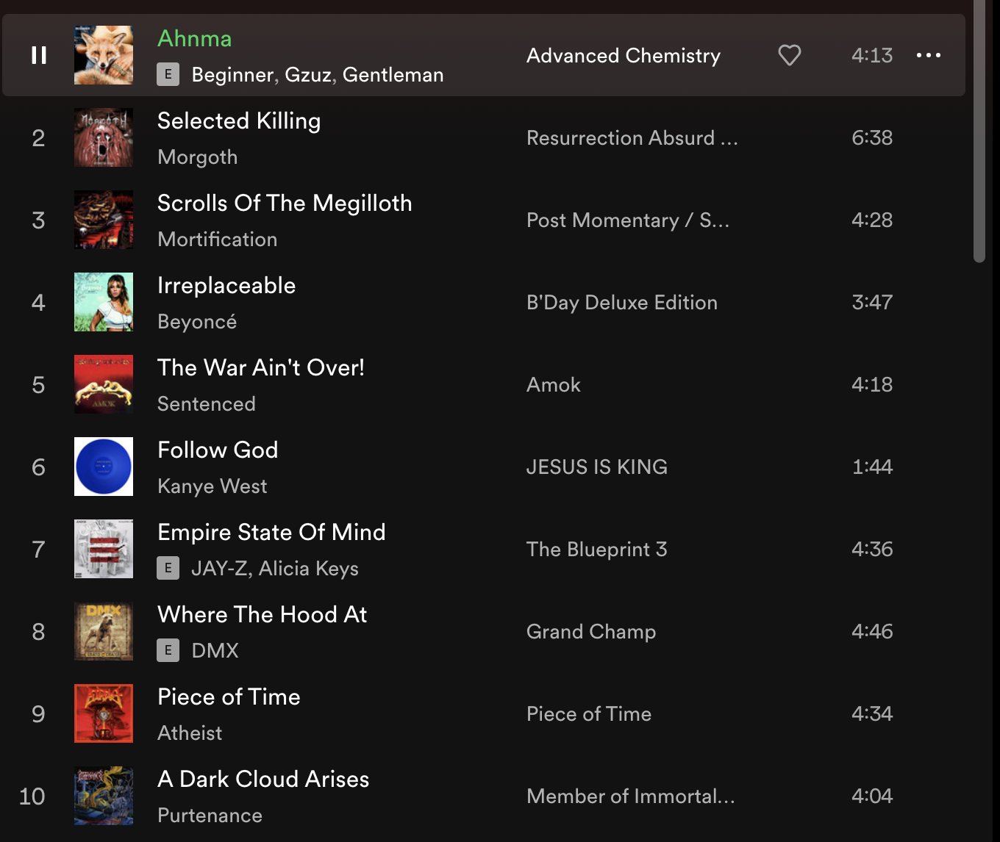 Ahnma
E Beginner, Gzuz, Gentleman
Advanced Chemistry
4:13
2
MORGOTH
Selected Killing
Morgoth
Resurrection Absurd ...
6:38
3
Scrolls Of The Megilloth
Mortification
Post Momentary / S...
4:28
4
Irreplaceable
Beyoncé
B'Day Deluxe Edition
3:47
5
AMOK
The War Ain't Over!
Sentenced
Amok
4:18
6
Follow God
Kanye West
JESUS IS KING
1:44
7
Empire State Of Mind
E JAY-Z, Alicia Keys
The Blueprint 3
4:36
8
DMX
Where The Hood At
E DMX
Grand Champ
4:46
9
Piece of Time
Atheist
Piece of Time
4:34
10
A Dark Cloud Arises
Purtenance
Member of Immortal...
4:04